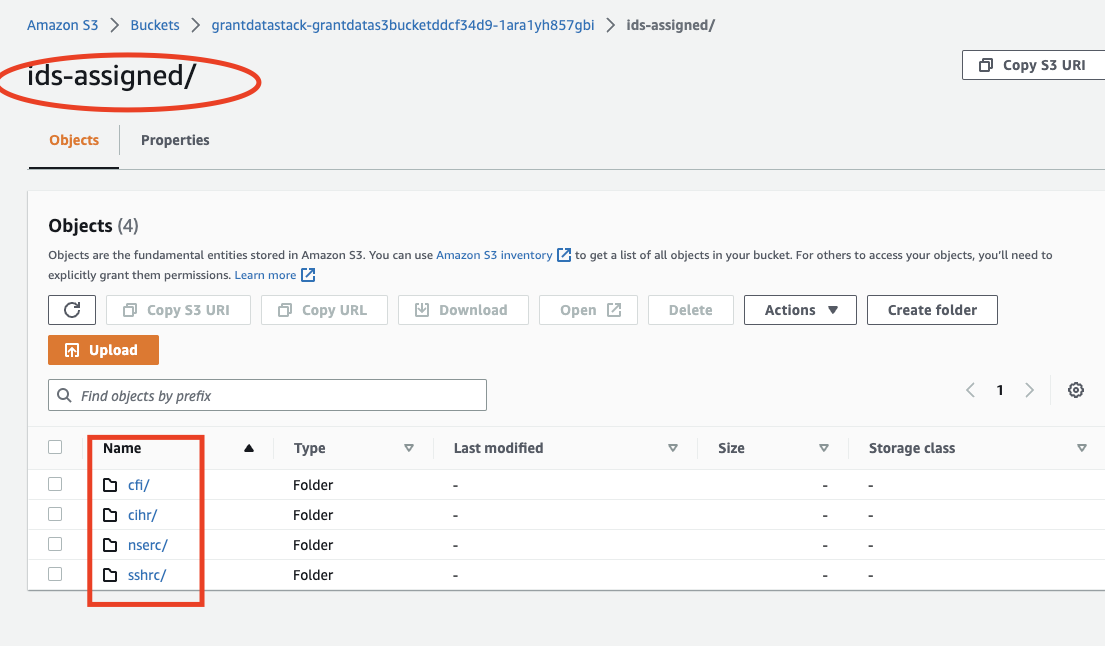 Amazon S3 > Buckets > grantdatastack-grantdatas3bucketddcf34d9-1ara1yh857gbi > ids-assigned/
ids-assigned/
Copy S3 URI
Objects Properties
Objects (4)
Objects are the fundamental entities stored in Amazon S3. You can use Amazon S3 inventory to get a list of all objects in your bucket. For others to access your objects, you'll need to
explicitly grant them permissions. Learn more
Copy S3 URI Copy URL Download Open Delete Actions Create folder
Upload
Find objects by prefix
1
Name Type Last modified Size Storage class
cfi/ Folder - - -
cihr/ Folder - - -
nserc/ Folder - - -
sshrc/ Folder - - -